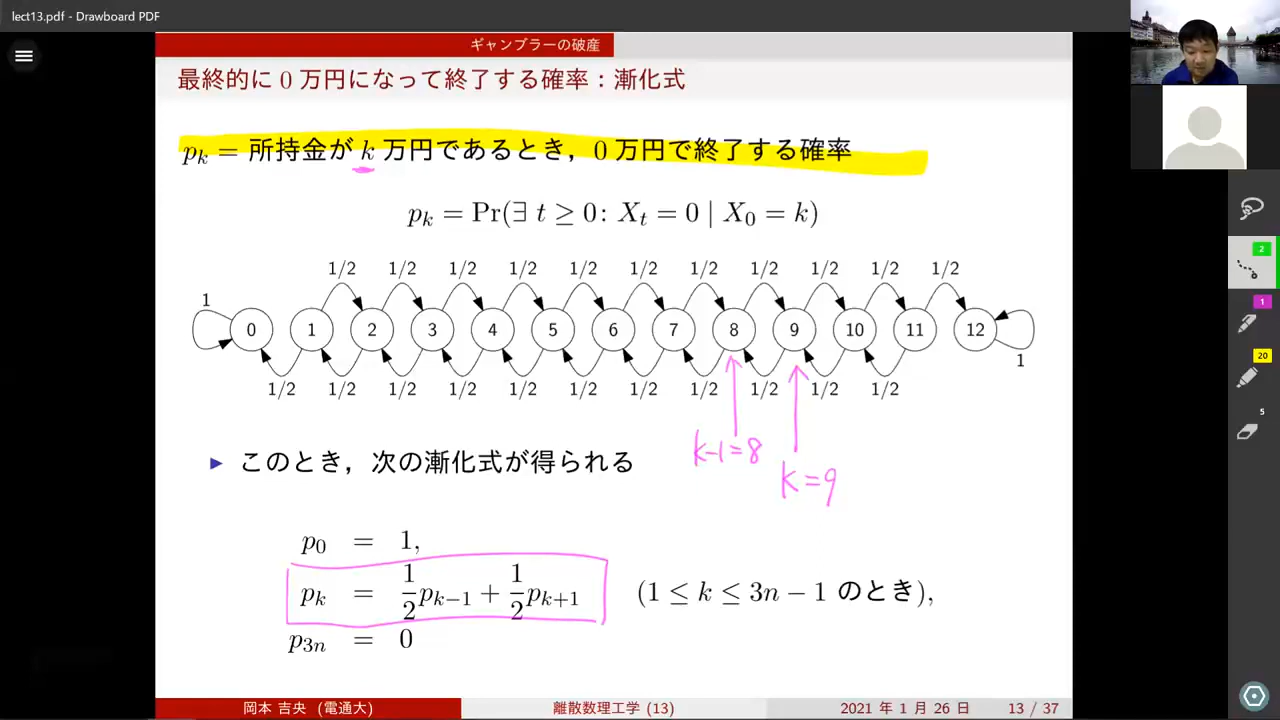 lect13.pdf - Drawboard PDF
ギャンブラーの破産
最終的に 0 万円になって終了する確率：漸化式
p_k = 所持金が k 万円であるとき，0 万円で終了する確率
p_k = Pr(∃ t ≥ 0: X_t = 0 | X_0 = k)
1/2 1/2 1/2 1/2 1/2 1/2 1/2 1/2 1/2 1/2 1/2
1
0 1 2 3 4 5 6 7 8 9 10 11 12
1
1/2 1/2 1/2 1/2 1/2 1/2 1/2 1/2 1/2 1/2 1/2
k-1=8
k=9
▶ このとき，次の漸化式が得られる
p_0 = 1,
p_k = 1/2 p_{k-1} + 1/2 p_{k+1} (1 ≤ k ≤ 3n − 1 のとき),
p_{3n} = 0
岡本 吉央 (電通大) 離散数理工学 (13) 2021 年 1 月 26 日 13 / 37
2
1
20
5